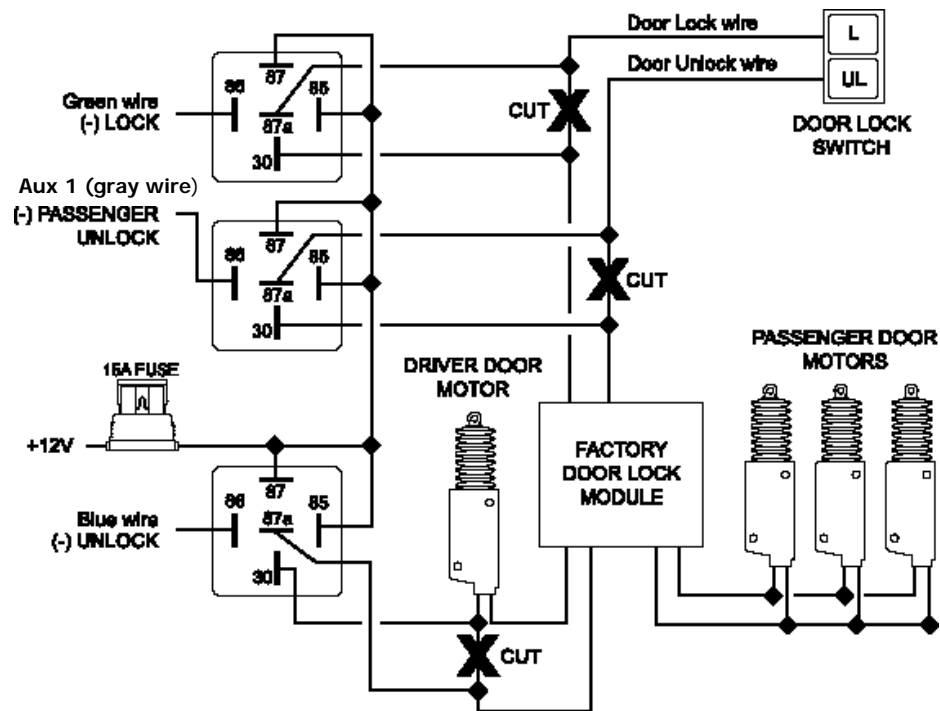 Door Lock wire
L
Door Unlock wire
UL
DOOR LOCK
SWITCH
87
86
85
87a
30
Green wire
(-) LOCK
CUT
Aux 1 (gray wire)
(-) PASSENGER
UNLOCK
87
86
85
87a
30
CUT
15A FUSE
+12V
DRIVER DOOR
MOTOR
PASSENGER DOOR
MOTORS
FACTORY
DOOR LOCK
MODULE
87
86
85
87a
30
Blue wire
(-) UNLOCK
CUT